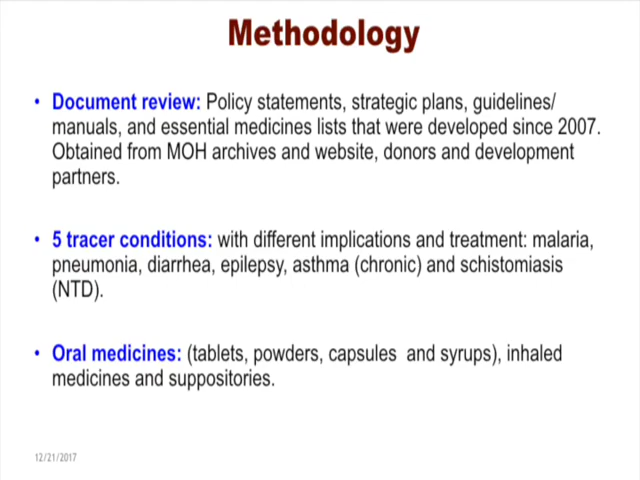 Methodology
• Document review: Policy statements, strategic plans, guidelines/
manuals, and essential medicines lists that were developed since 2007.
Obtained from MOH archives and website, donors and development
partners.
• 5 tracer conditions: with different implications and treatment: malaria,
pneumonia, diarrhea, epilepsy, asthma (chronic) and schistomiasis
(NTD).
• Oral medicines: (tablets, powders, capsules and syrups), inhaled
medicines and suppositories.
12/21/2017